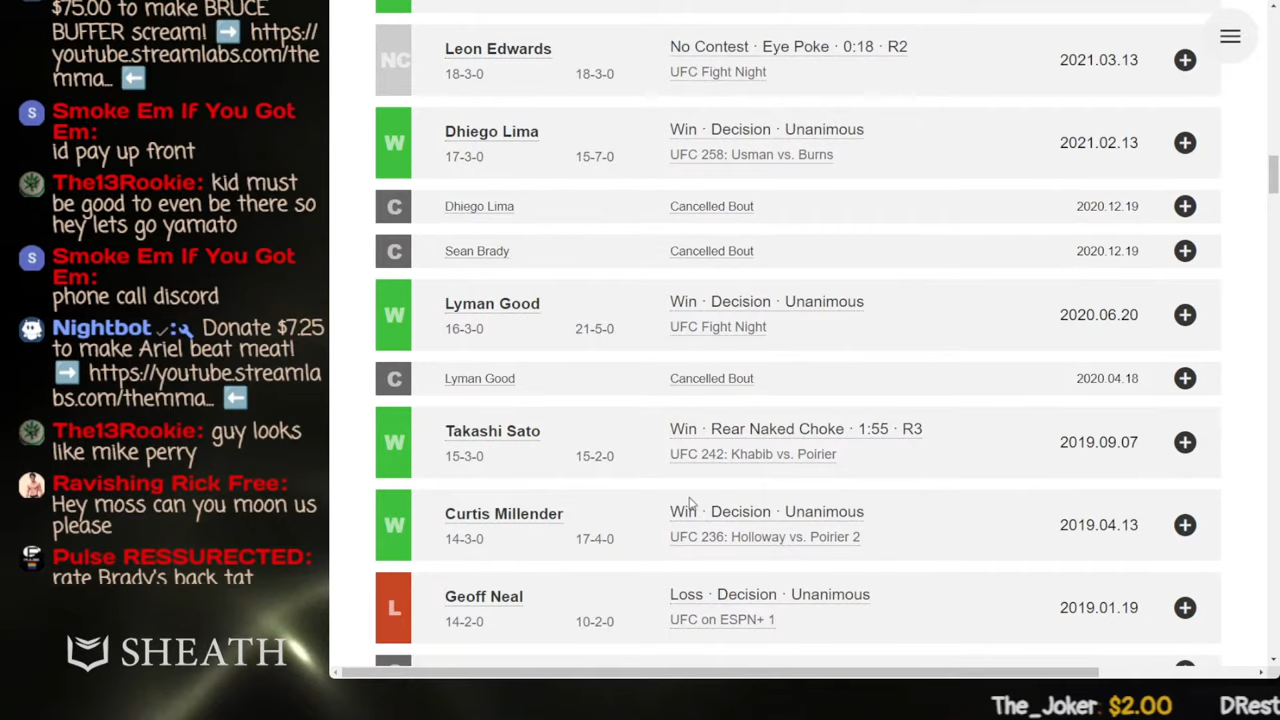 $75.00 to make BRUCE
BUFFER scream! ➡️ https://
youtube.streamlabs.com/the
mma... ⬅️
S Smoke Em If You Got
Em:
id pay up front
The13Rookie: kid must
be good to even be there so
hey lets go yamato
S Smoke Em If You Got
Em:
phone call discord
Nightbot ✓:🔧 Donate $7.25
to make Ariel beat meat!
➡️ https://youtube.streamla
bs.com/themma... ⬅️
The13Rookie: guy looks
like mike perry
Ravishing Rick Free:
Hey moss can you moon us
please
Pulse RESSURECTED:
rate Brady's back tat
SHEATH
NC Leon Edwards No Contest · Eye Poke · 0:18 · R2 2021.03.13
18-3-0 18-3-0 UFC Fight Night
W Dhiego Lima Win · Decision · Unanimous 2021.02.13
17-3-0 15-7-0 UFC 258: Usman vs. Burns
C Dhiego Lima Cancelled Bout 2020.12.19
C Sean Brady Cancelled Bout 2020.12.19
W Lyman Good Win · Decision · Unanimous 2020.06.20
16-3-0 21-5-0 UFC Fight Night
C Lyman Good Cancelled Bout 2020.04.18
W Takashi Sato Win · Rear Naked Choke · 1:55 · R3 2019.09.07
15-3-0 15-2-0 UFC 242: Khabib vs. Poirier
W Curtis Millender Win · Decision · Unanimous 2019.04.13
14-3-0 17-4-0 UFC 236: Holloway vs. Poirier 2
L Geoff Neal Loss · Decision · Unanimous 2019.01.19
14-2-0 10-2-0 UFC on ESPN+ 1
The_Joker: $2.00 DRest